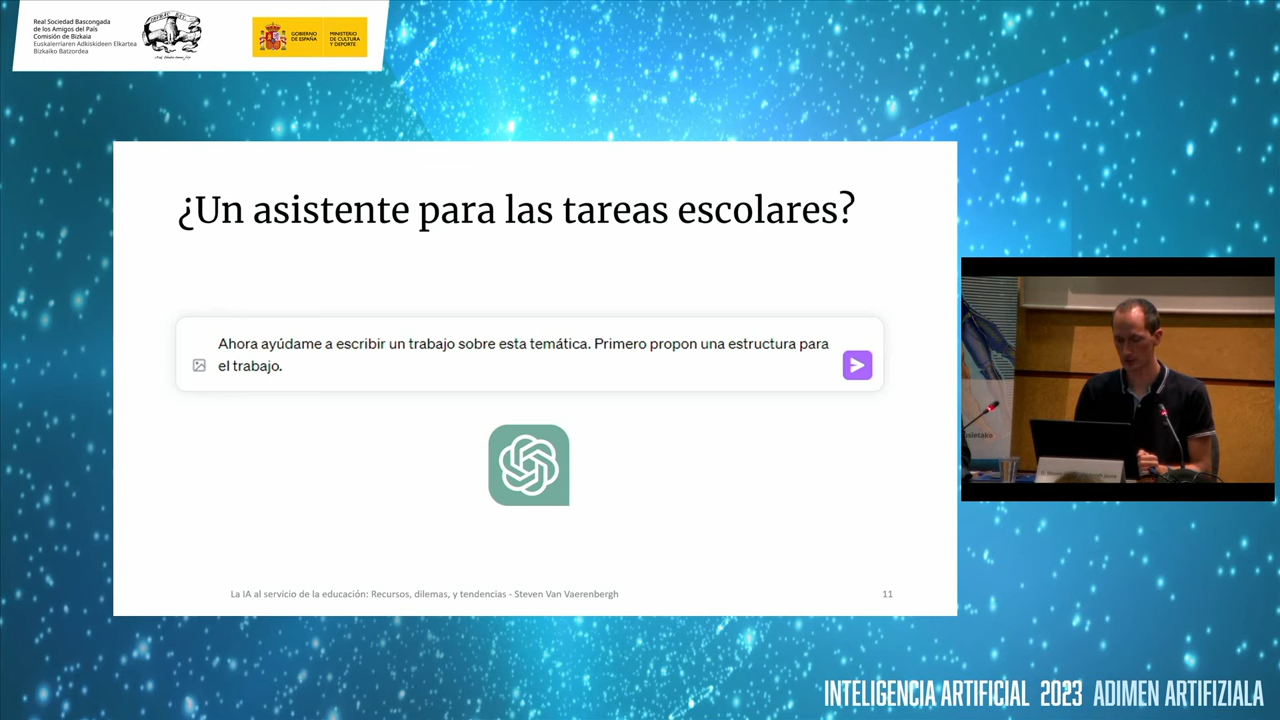 Real Sociedad Bascongada
de los Amigos del País
Comisión de Bizkaia
Euskalerriaren Adkiskideen Elkartea
Bizkaiko Batzordea
GOBIERNO
DE ESPAÑA
MINISTERIO
DE CULTURA
Y DEPORTE
¿Un asistente para las tareas escolares?
Ahora ayúdame a escribir un trabajo sobre esta temática. Primero propon una estructura para
el trabajo.
La IA al servicio de la educación: Recursos, dilemas, y tendencias - Steven Van Vaerenbergh
11
INTELIGENCIA ARTIFICIAL 2023 ADIMEN ARTIFIZIALA